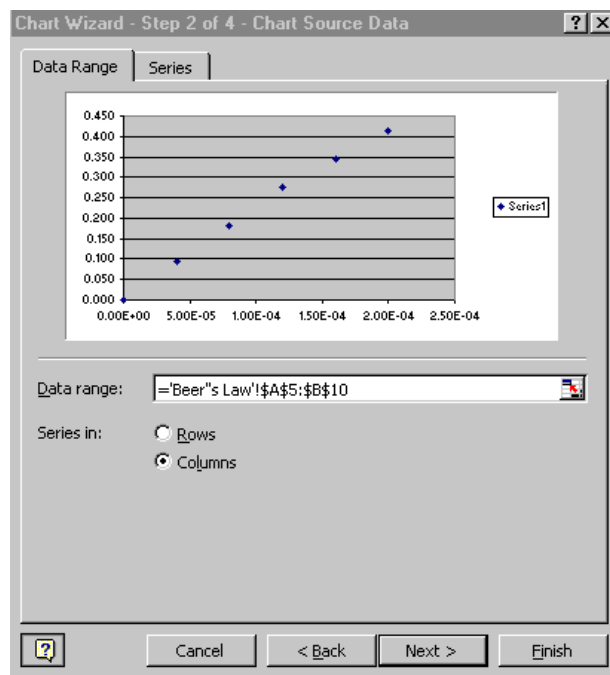 Chart Wizard - Step 2 of 4 - Chart Source Data
Data Range Series
0.450
0.400
0.350
0.300
0.250
0.200
0.150
0.100
0.050
0.000
0.00E+00 5.00E-05 1.00E-04 1.50E-04 2.00E-04 2.50E-04
Series1
Data range: ='Beer''s Law'!$A$5:$B$10
Series in: Rows
Columns
Cancel < Back Next > Finish